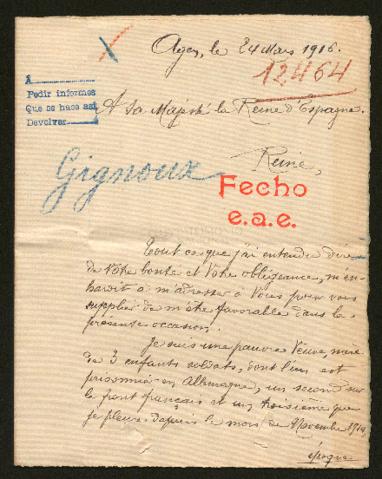 Agen, le 24 Mars 1916.
12464
A
Pedir informes
Que se hace así
Devolver
A sa Majesté la Reine d'Espagne.
Gignoux
Reine,
Fecho
e.a.e.
Tout ce que j'ai entendu dire
de Votre bonté et Votre obligeance, m'en-
hardit à m'adresser à Vous pour vous
supplier de m'être favorable dans la
présente occasion.
Je suis une pauvre Veuve, mère
de 3 enfants soldats, dont l'un est
prisonnier en Allemagne, un second sur
le front français et un troisième que
je pleure depuis le mois de Novembre 1914
époque